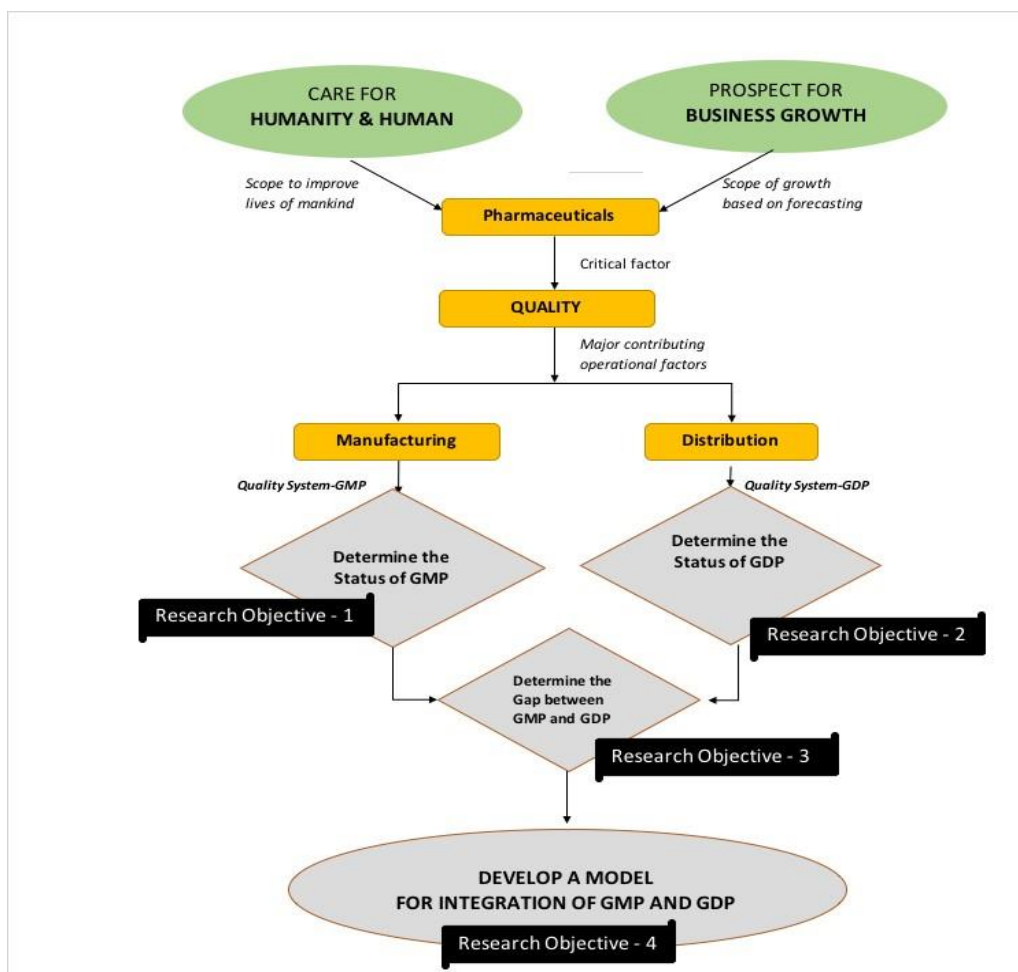 CARE FOR
HUMANITY & HUMAN
PROSPECT FOR
BUSINESS GROWTH
Scope to improve
lives of mankind
Scope of growth
based on forecasting
Pharmaceuticals
Critical factor
QUALITY
Major contributing
operational factors
Manufacturing
Distribution
Quality System-GMP
Quality System-GDP
Determine the
Status of GMP
Determine the
Status of GDP
Research Objective - 1
Research Objective - 2
Determine the
Gap between
GMP and GDP
Research Objective - 3
DEVELOP A MODEL
FOR INTEGRATION OF GMP AND GDP
Research Objective - 4